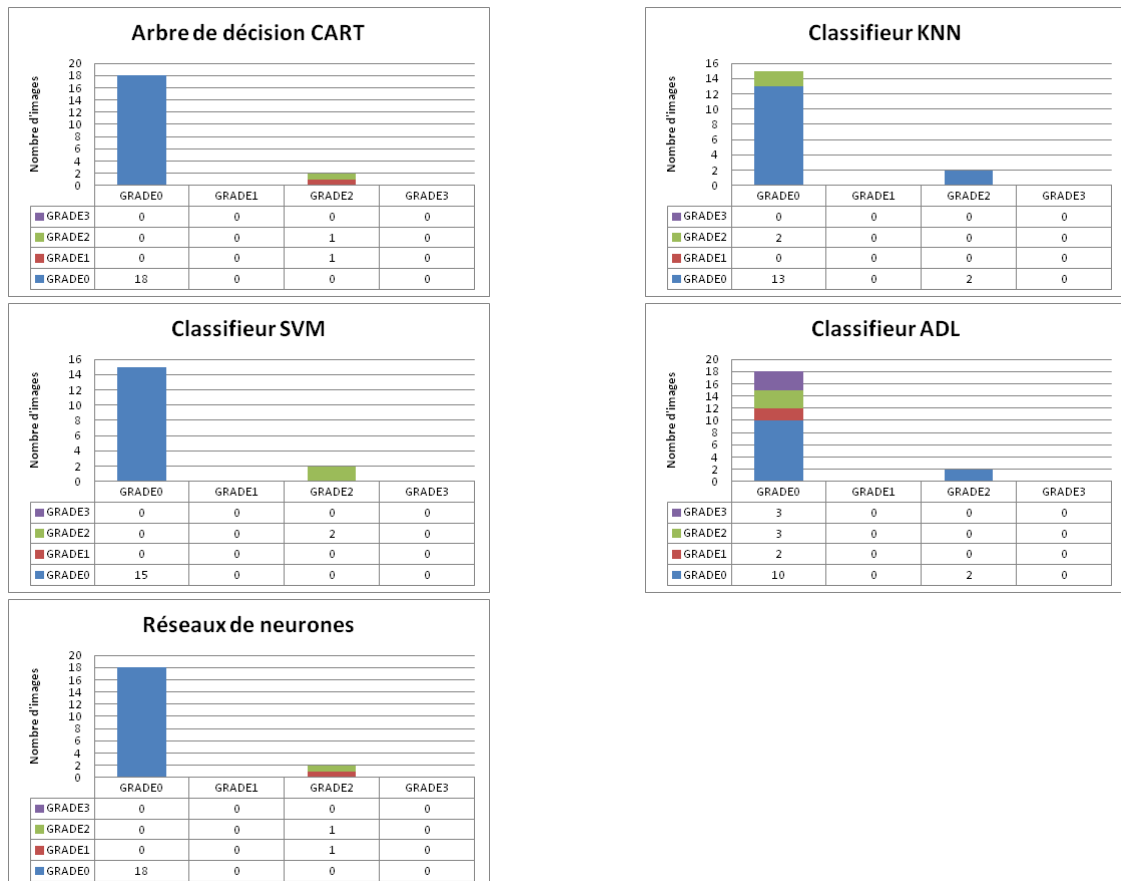 Arbre de décision CART
Nombre d'images
20
18
16
14
12
10
8
6
4
2
0
GRADE0 GRADE1 GRADE2 GRADE3
GRADE3 0 0 0 0
GRADE2 0 0 1 0
GRADE1 0 0 1 0
GRADE0 18 0 0 0
Classifieur KNN
Nombre d'images
16
14
12
10
8
6
4
2
0
GRADE0 GRADE1 GRADE2 GRADE3
GRADE3 0 0 0 0
GRADE2 2 0 0 0
GRADE1 0 0 0 0
GRADE0 13 0 2 0
Classifieur SVM
Nombre d'images
16
14
12
10
8
6
4
2
0
GRADE0 GRADE1 GRADE2 GRADE3
GRADE3 0 0 0 0
GRADE2 0 0 2 0
GRADE1 0 0 0 0
GRADE0 15 0 0 0
Classifieur ADL
Nombre d'images
20
18
16
14
12
10
8
6
4
2
0
GRADE0 GRADE1 GRADE2 GRADE3
GRADE3 3 0 0 0
GRADE2 3 0 0 0
GRADE1 2 0 0 0
GRADE0 10 0 2 0
Réseaux de neurones
Nombre d'images
20
18
16
14
12
10
8
6
4
2
0
GRADE0 GRADE1 GRADE2 GRADE3
GRADE3 0 0 0 0
GRADE2 0 0 1 0
GRADE1 0 0 1 0
GRADE0 18 0 0 0